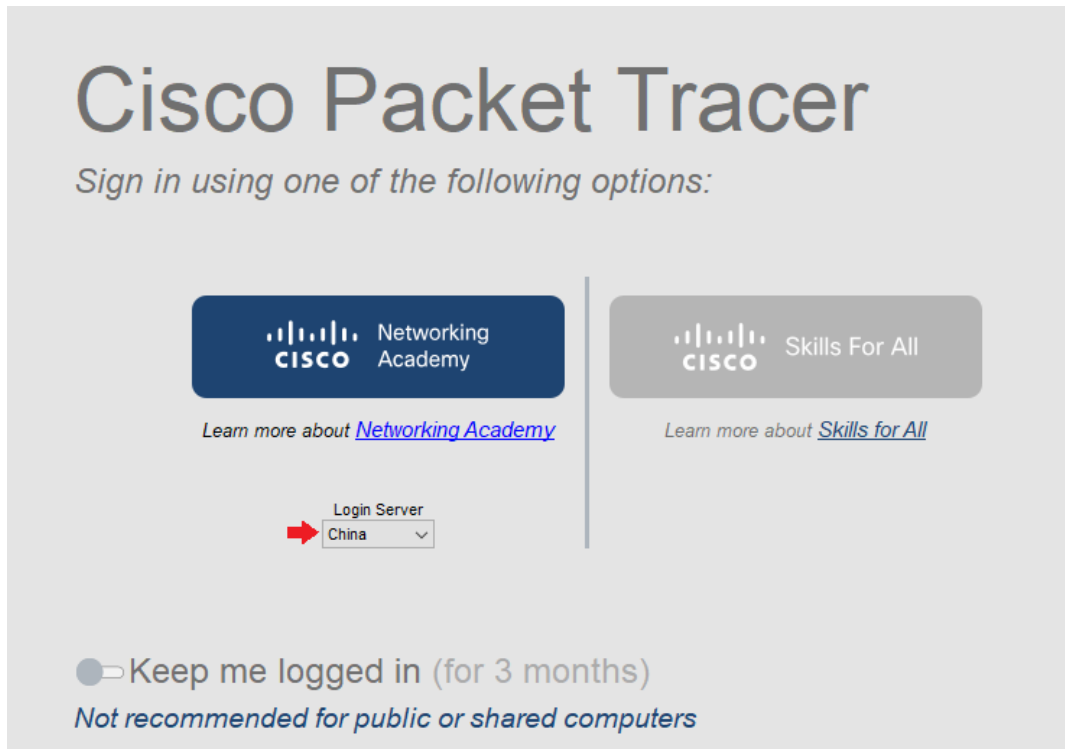 Cisco Packet Tracer
Sign in using one of the following options:
CISCO
Networking
Academy
CISCO
Skills For All
Learn more about Networking Academy
Learn more about Skills for All
Login Server
China
Keep me logged in (for 3 months)
Not recommended for public or shared computers